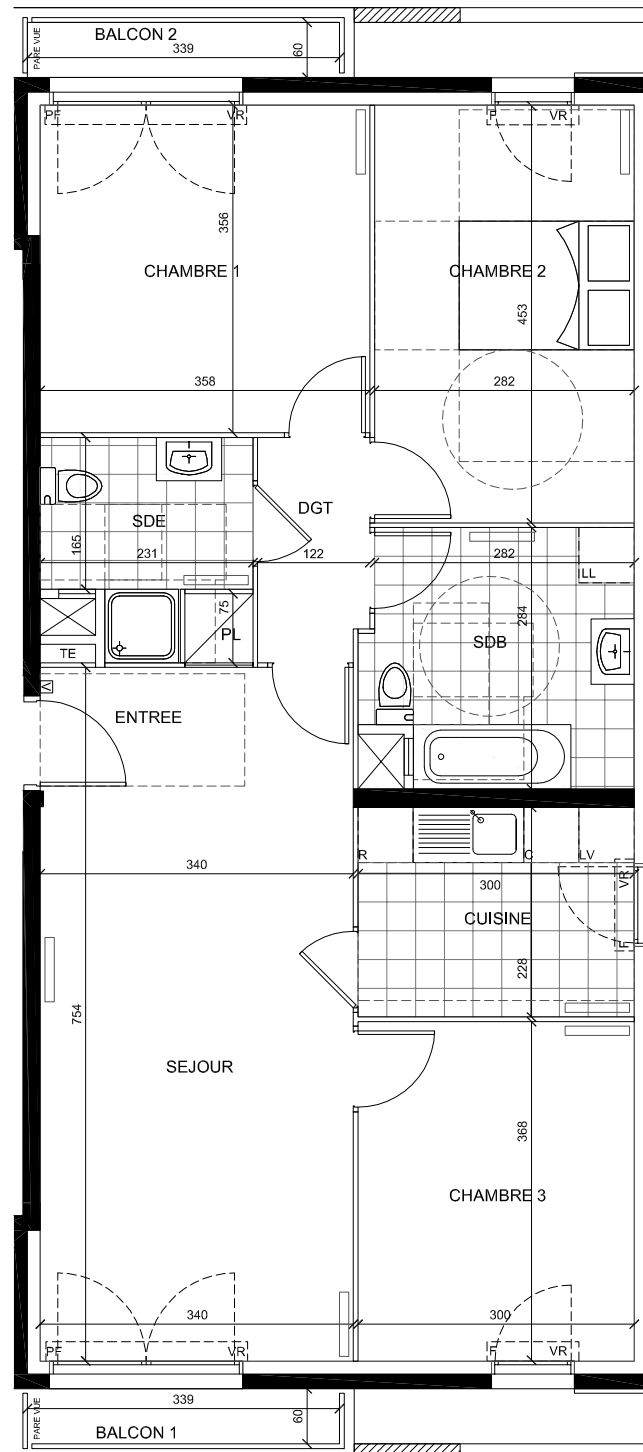 BALCON 2
339
60
PARE VUE
PF
VR
F
VR
356
CHAMBRE 1
CHAMBRE 2
453
358
282
DGT
SDE
165
231
122
282
LL
284
75
PL
SDB
TE
V
ENTREE
340
R
C
LV
300
VR
F
CUISINE
228
754
SEJOUR
368
CHAMBRE 3
340
300
PF
VR
F
VR
339
60
PARE VUE
BALCON 1